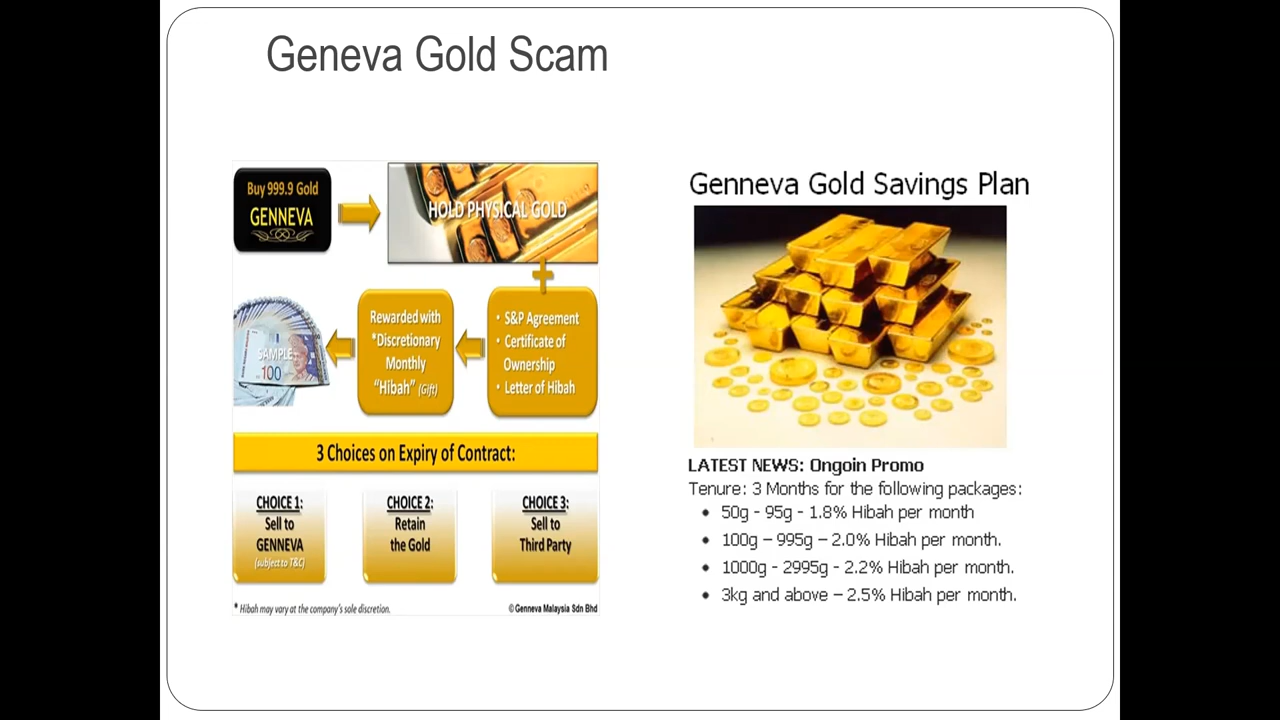 Geneva Gold Scam
Buy 999.9 Gold
GENNEVA
HOLD PHYSICAL GOLD
• S&P Agreement
• Certificate of
Ownership
• Letter of Hibah
Rewarded with
*Discretionary
Monthly
"Hibah" (Gift)
SAMPLE
100
3 Choices on Expiry of Contract:
CHOICE 1:
Sell to
GENNEVA
(subject to T&C)
CHOICE 2:
Retain
the Gold
CHOICE 3:
Sell to
Third Party
* Hibah may vary at the company's sole discretion.
© Genneva Malaysia Sdn Bhd
Genneva Gold Savings Plan
LATEST NEWS: Ongoin Promo
Tenure: 3 Months for the following packages:
• 50g - 95g - 1.8% Hibah per month
• 100g – 995g – 2.0% Hibah per month.
• 1000g - 2995g - 2.2% Hibah per month.
• 3kg and above – 2.5% Hibah per month.